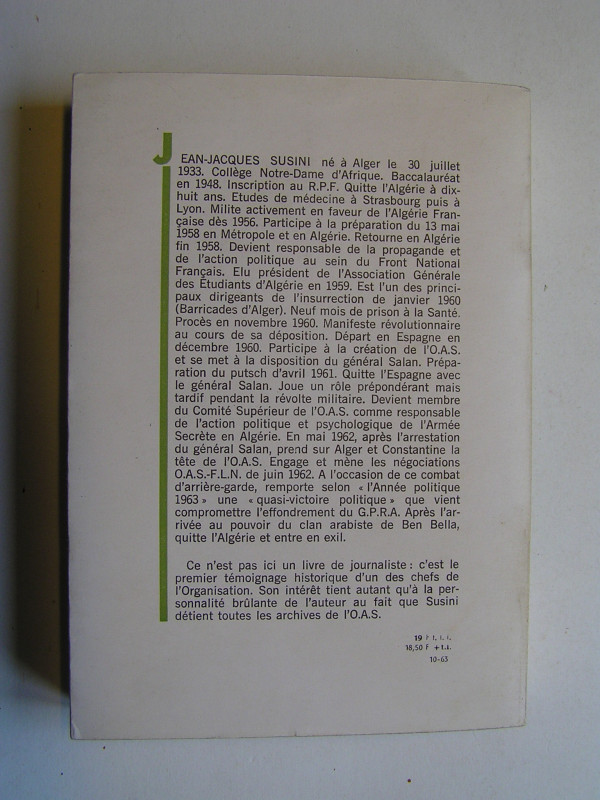 JEAN-JACQUES SUSINI né à Alger le 30 juillet
1933. Collège Notre-Dame d'Afrique. Baccalauréat
en 1948. Inscription au R.P.F. Quitte l'Algérie à dix-
huit ans. Etudes de médecine à Strasbourg puis à
Lyon. Milite activement en faveur de l'Algérie Fran-
çaise dès 1956. Participe à la préparation du 13 mai
1958 en Métropole et en Algérie. Retourne en Algérie
fin 1958. Devient responsable de la propagande et
de l'action politique au sein du Front National
Français. Elu président de l'Association Générale
des Étudiants d'Algérie en 1959. Est l'un des princi-
paux dirigeants de l'insurrection de janvier 1960
(Barricades d'Alger). Neuf mois de prison à la Santé.
Procès en novembre 1960. Manifeste révolutionnaire
au cours de sa déposition. Départ en Espagne en
décembre 1960. Participe à la création de l'O.A.S.
et se met à la disposition du général Salan. Prépa-
ration du putsch d'avril 1961. Quitte l'Espagne avec
le général Salan. Joue un rôle prépondérant mais
tardif pendant la révolte militaire. Devient membre
du Comité Supérieur de l'O.A.S. comme responsable
de l'action politique et psychologique de l'Armée
Secrète en Algérie. En mai 1962, après l'arrestation
du général Salan, prend sur Alger et Constantine la
tête de l'O.A.S. Engage et mène les négociations
O.A.S.-F.L.N. de juin 1962. A l'occasion de ce combat
d'arrière-garde, remporte selon « l'Année politique
1963 » une « quasi-victoire politique » que vient
compromettre l'effondrement du G.P.R.A. Après l'ar-
rivée au pouvoir du clan arabiste de Ben Bella,
quitte l'Algérie et entre en exil.
Ce n'est pas ici un livre de journaliste : c'est le
premier témoignage historique d'un des chefs de
l'Organisation. Son intérêt tient autant qu'à la per-
sonnalité brûlante de l'auteur au fait que Susini
détient toutes les archives de l'O.A.S.
19 F t. l. i.
18,50 F + t.l.
10-63